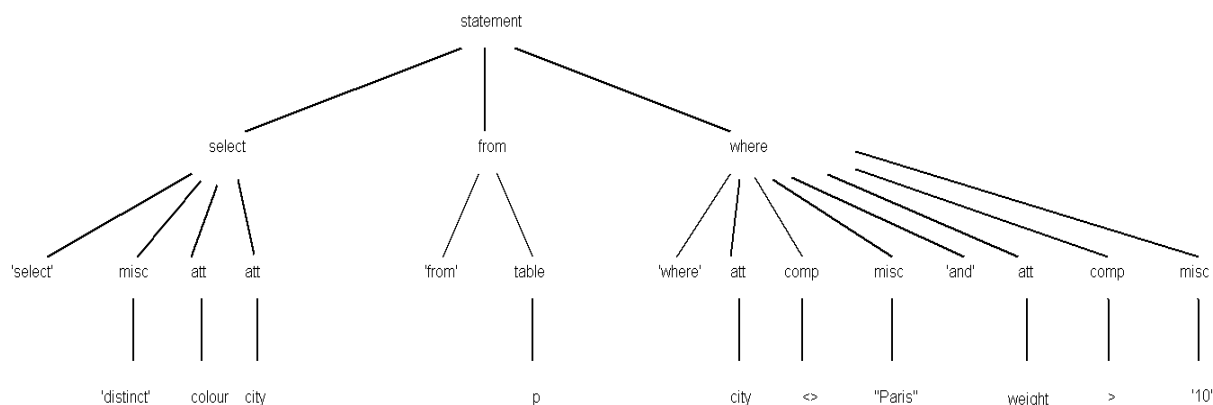 statement
select from where
'select' misc att att 'from' table 'where' att comp misc 'and' att comp misc
'distinct' colour city p city <> "Paris" weight > '10'